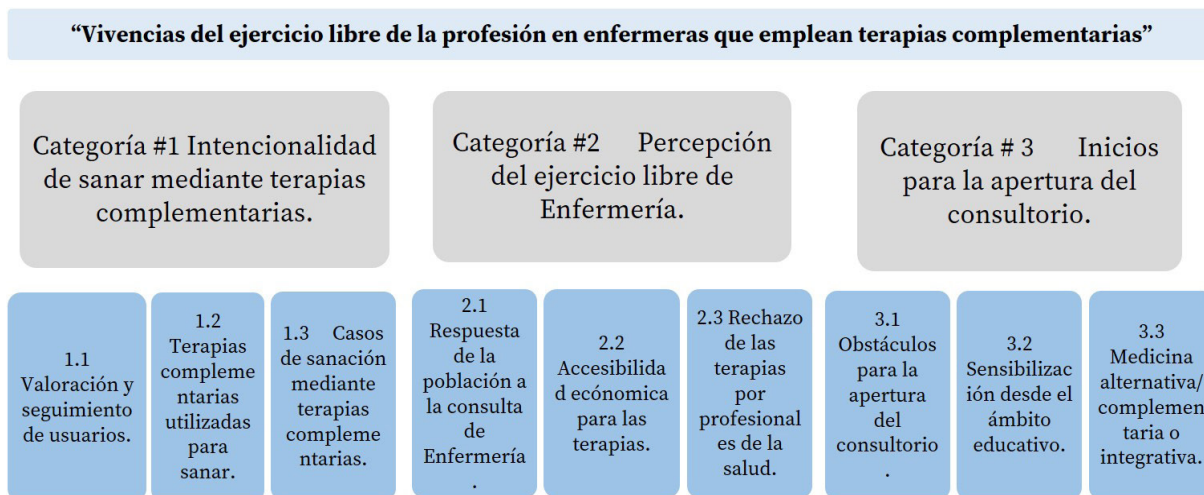 “Vivencias del ejercicio libre de la profesión en enfermeras que emplean terapias complementarias”
Categoría #1 Intencionalidad
de sanar mediante terapias
complementarias.
Categoría #2 Percepción
del ejercicio libre de
Enfermería.
Categoría # 3 Inicios
para la apertura del
consultorio.
1.1
Valoración y
seguimiento
de usuarios.
1.2
Terapias
compleme
ntarias
utilizadas
para
sanar.
1.3 Casos
de sanación
mediante
terapias
compleme
ntarias.
2.1
Respuesta
de la
población a
la consulta
de
Enfermería
.
2.2
Accesibilida
d ecónomica
para las
terapias.
2.3 Rechazo
de las
terapias
por
profesional
es de la
salud.
3.1
Obstáculos
para la
apertura
del
consultorio
.
3.2
Sensibilizac
ión desde el
ámbito
educativo.
3.3
Medicina
alternativa/
complemen
taria o
integrativa.